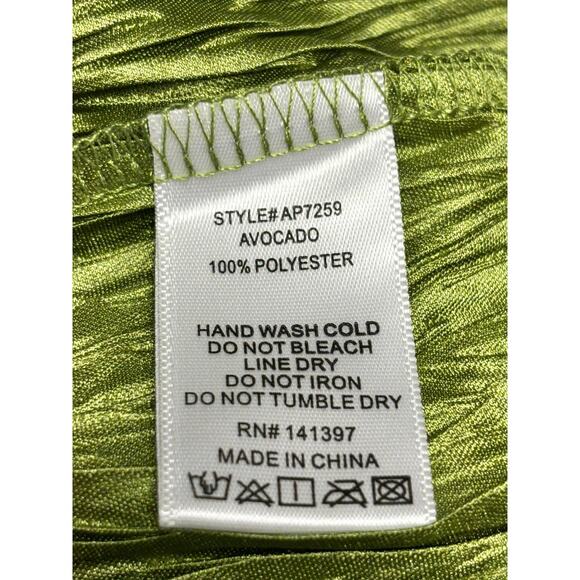 STYLE# AP7259
AVOCADO
100% POLYESTER
HAND WASH COLD
DO NOT BLEACH
LINE DRY
DO NOT IRON
DO NOT TUMBLE DRY
RN# 141397
MADE IN CHINA